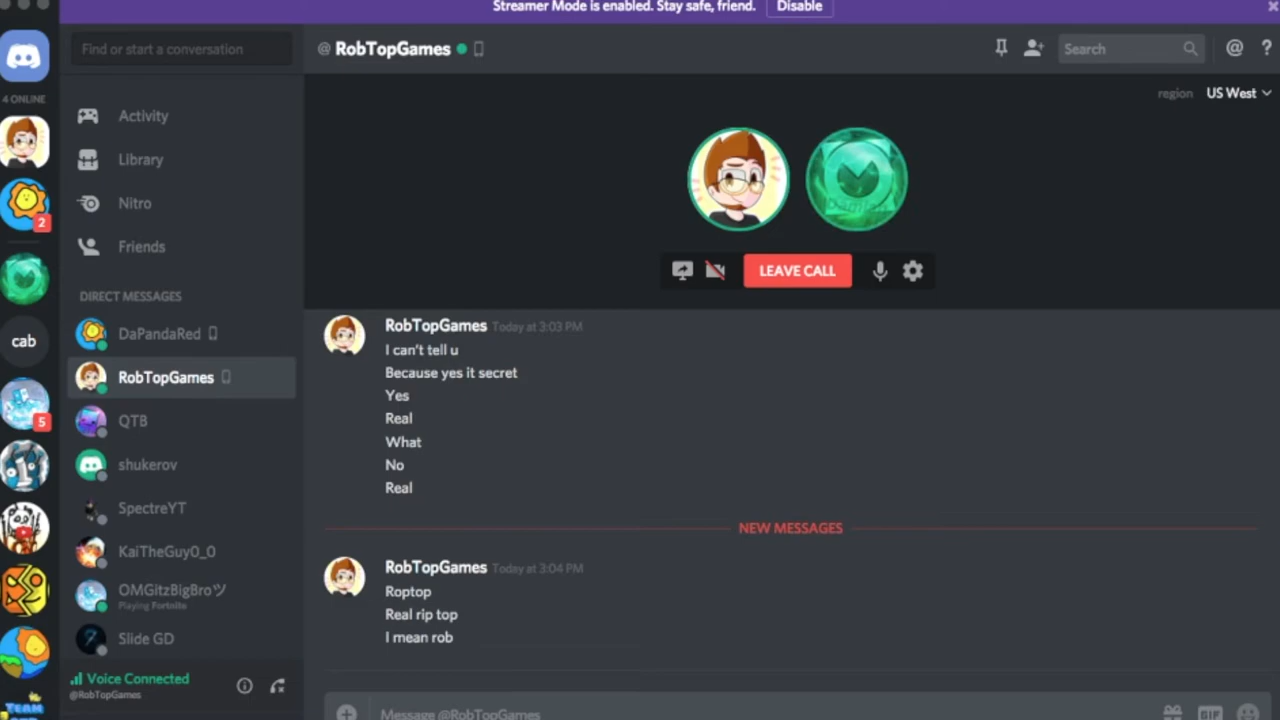 Streamer Mode is enabled. Stay safe, friend. Disable
Find or start a conversation
@ RobTopGames
Search
@ ?
4 ONLINE
region US West
Activity
Library
Nitro
Friends
LEAVE CALL
DIRECT MESSAGES
DaPandaRed
RobTopGames
QTB
shukerov
SpectreYT
KaiTheGuy0_0
OMGitzBigBroツ
Playing Fortnite
Slide GD
2
cab
5
RobTopGames Today at 3:03 PM
I can't tell u
Because yes it secret
Yes
Real
What
No
Real
NEW MESSAGES
RobTopGames Today at 3:04 PM
Roptop
Real rip top
I mean rob
Voice Connected
@RobTopGames
Message @RobTopGames
GIF
TEAM